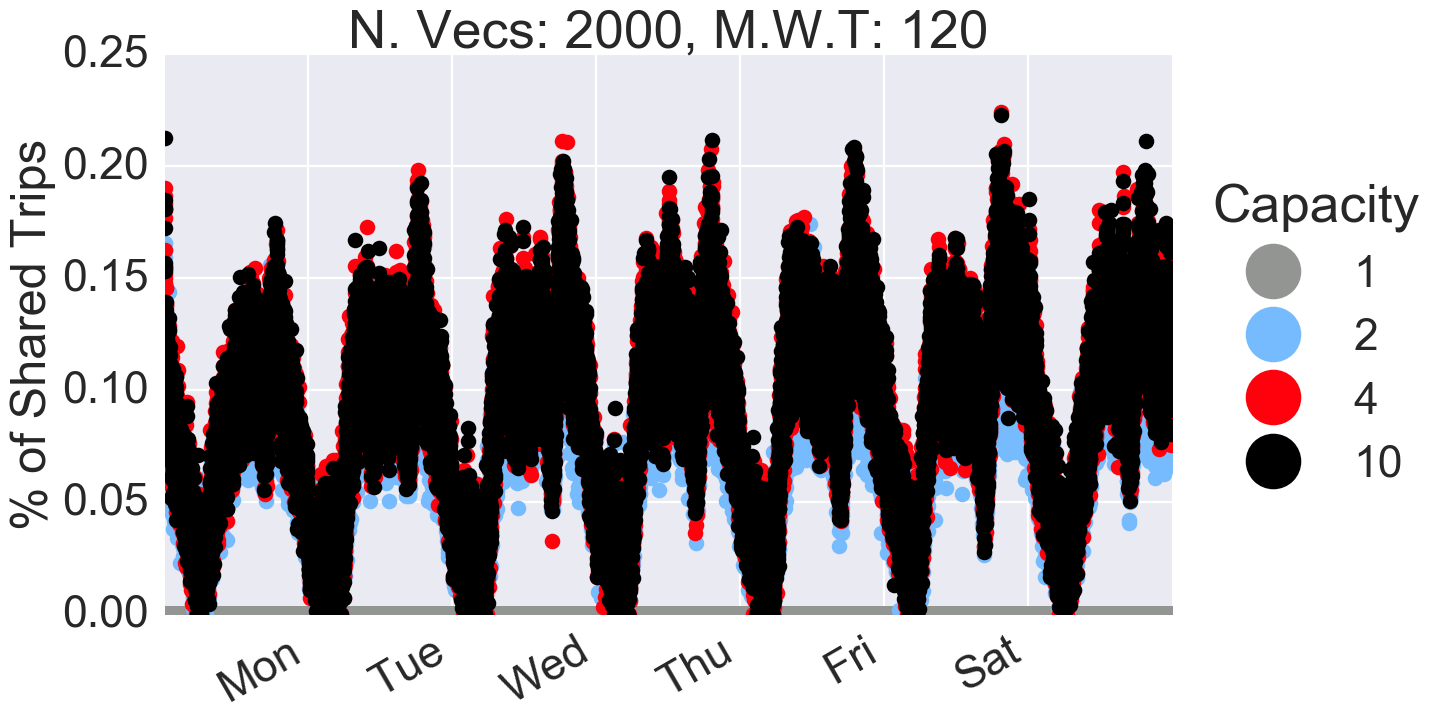 N. Vecs: 2000, M.W.T: 120
0.25
0.20
0.15
0.10
0.05
0.00
% of Shared Trips
Mon
Tue
Wed
Thu
Fri
Sat
Capacity
1
2
4
10